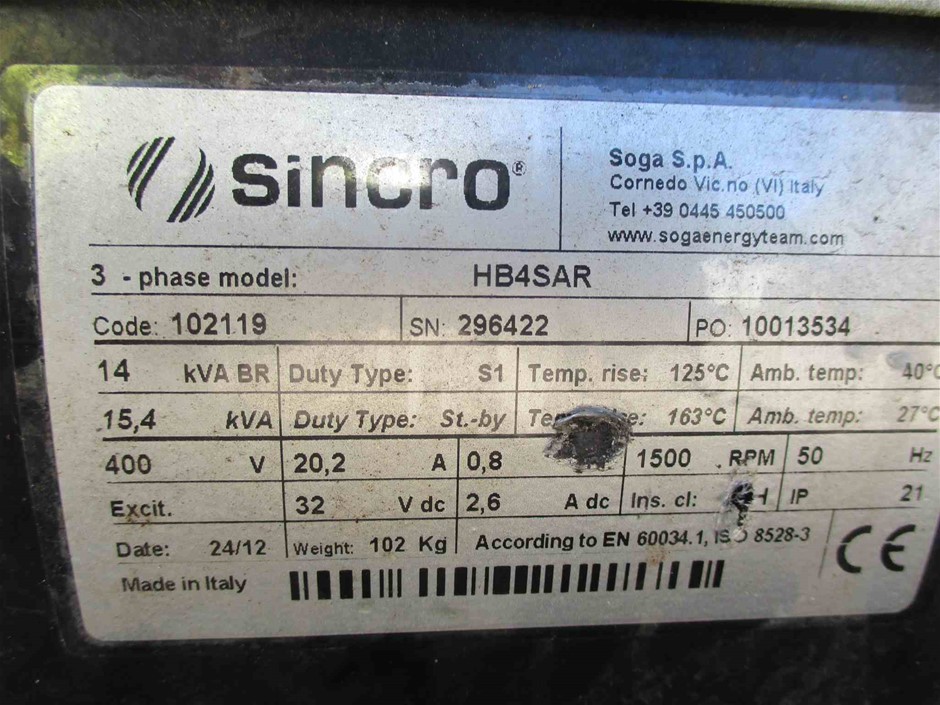 Sincro®
Soga S.p.A.
Cornedo Vic.no (VI) Italy
Tel +39 0445 450500
www.sogaenergyteam.com
3 - phase model: HB4SAR
Code: 102119 SN: 296422 PO: 10013534
14 kVA BR Duty Type: S1 Temp. rise: 125°C Amb. temp: 40°C
15,4 kVA Duty Type: St.-by 163°C Amb. temp: 27°C
400 V 20,2 A 0,8 1500 RPM 50 Hz
Excit. 32 V dc 2,6 A dc Ins. cl: H IP 21
Date: 24/12 Weight: 102 Kg According to EN 60034.1, ISO 8528-3
CE
Made in Italy